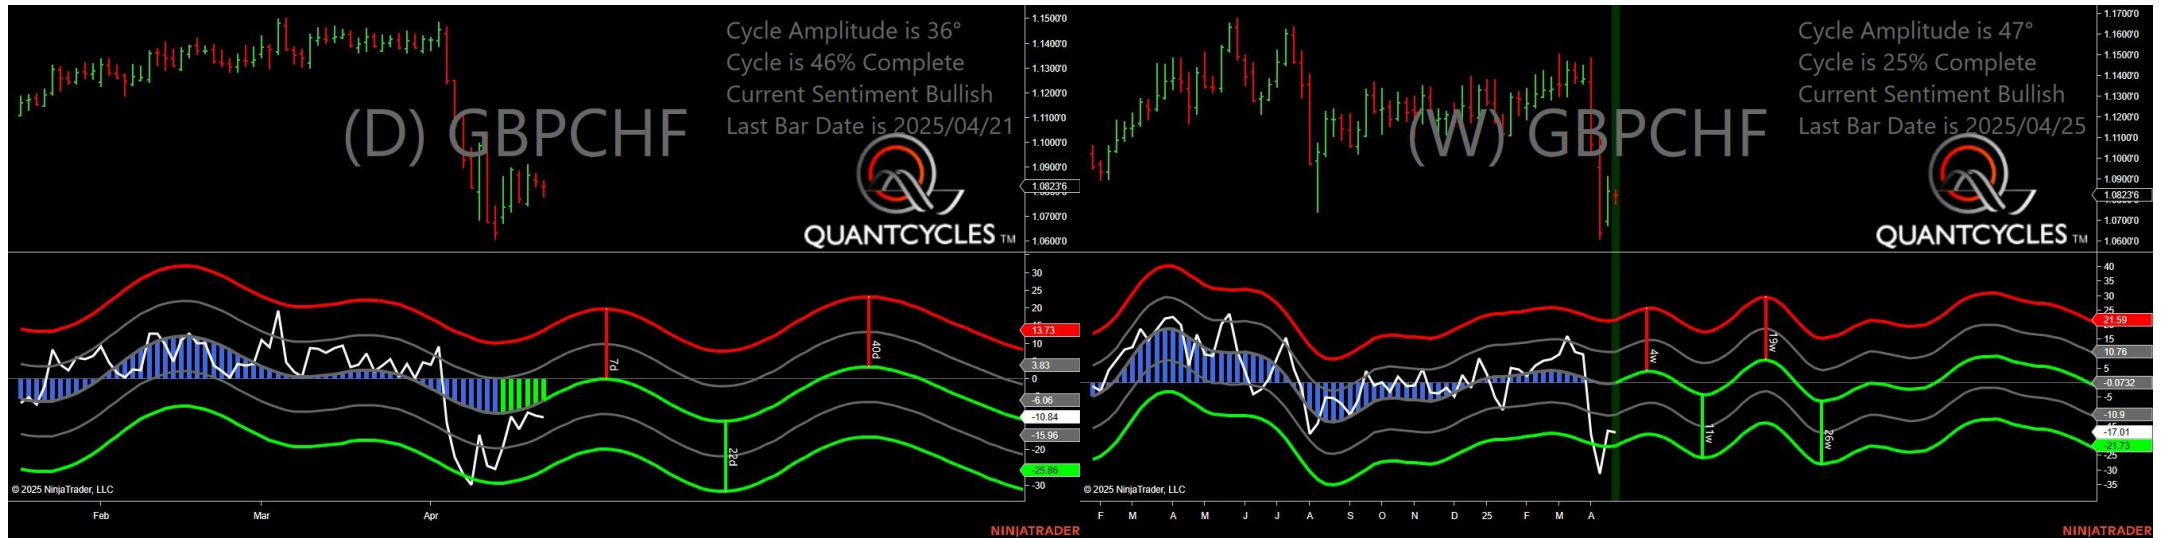 Cycle Amplitude is 36°
Cycle is 46% Complete
Current Sentiment Bullish
Last Bar Date is 2025/04/21
(D) GBPCHF
QUANTCYCLES TM
1.1500'0
1.1400'0
1.1300'0
1.1200'0
1.1100'0
1.1000'0
1.0900'0
1.0823'6
1.0700'0
1.0600'0
30
25
20
13.73
10
3.83
0
-6.06
-10.84
-15.96
-20
-25.86
-30
7d
22d
40d
© 2025 NinjaTrader, LLC
Feb
Mar
Apr
NINJATRADER
Cycle Amplitude is 47°
Cycle is 25% Complete
Current Sentiment Bullish
Last Bar Date is 2025/04/25
(W) GBPCHF
QUANTCYCLES TM
1.1700'0
1.1600'0
1.1500'0
1.1400'0
1.1300'0
1.1200'0
1.1100'0
1.1000'0
1.0900'0
1.0823'6
1.0700'0
1.0600'0
40
35
30
21.59
15
10.76
5
-0.0732
-5
-10.9
-17.01
-21.73
-25
-30
-35
4w
11w
19w
26w
© 2025 NinjaTrader, LLC
F
M
A
M
J
J
A
S
O
N
D
25
F
M
A
NINJATRADER